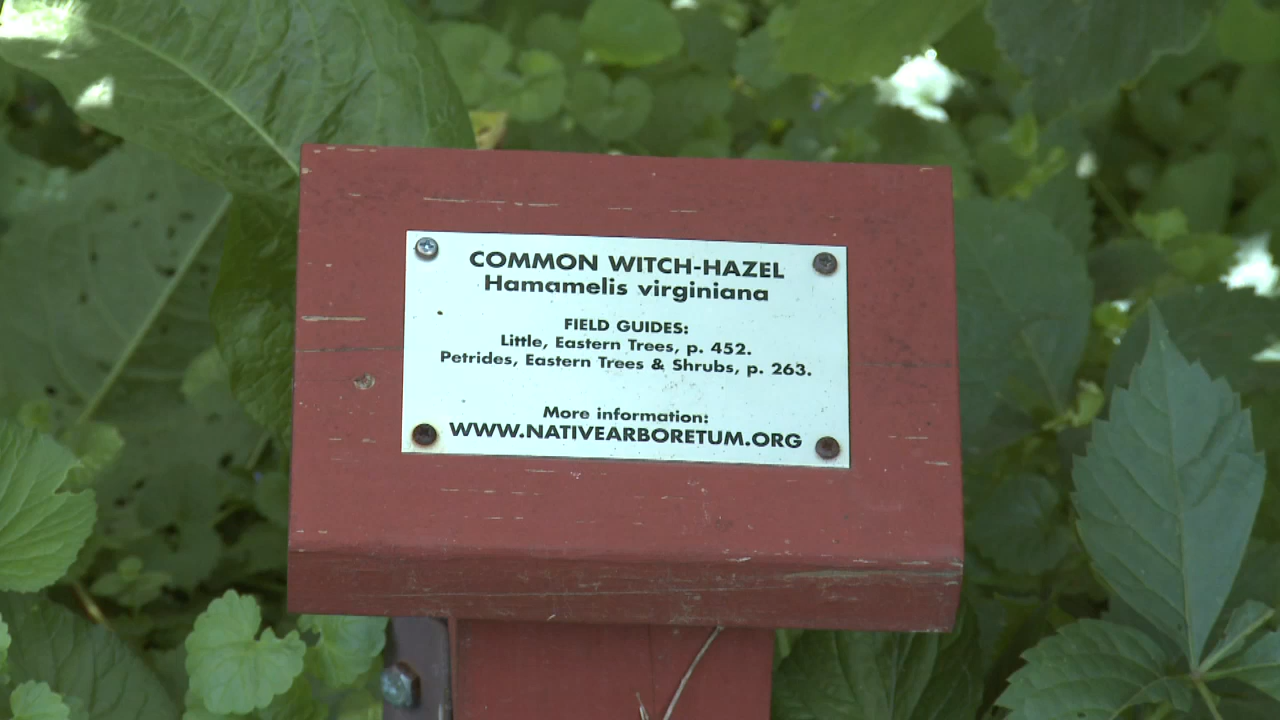 COMMON WITCH-HAZEL
Hamamelis virginiana
FIELD GUIDES:
Little, Eastern Trees, p. 452.
Petrides, Eastern Trees & Shrubs, p. 263.
More information:
WWW.NATIVEARBORETUM.ORG